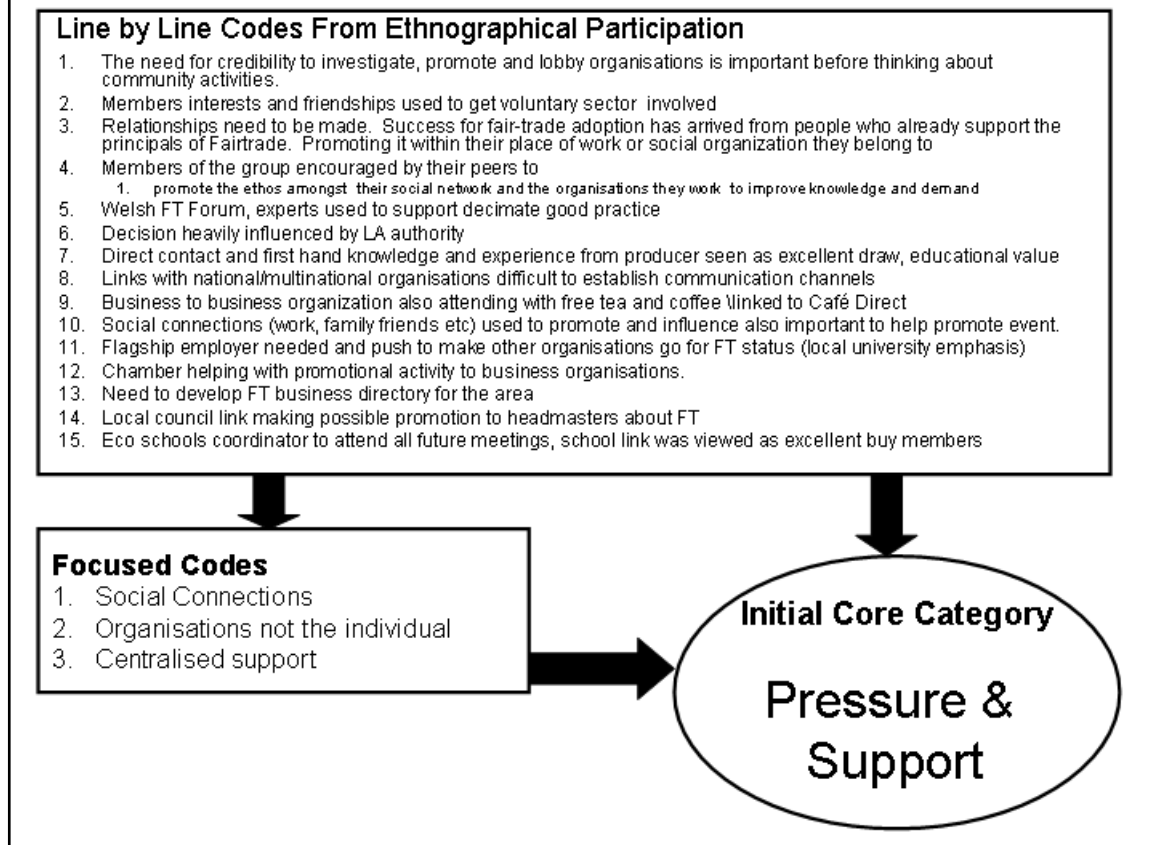 Line by Line Codes From Ethnographical Participation
1. The need for credibility to investigate, promote and lobby organisations is important before thinking about
community activities.
2. Members interests and friendships used to get voluntary sector involved
3. Relationships need to be made. Success for fair-trade adoption has arrived from people who already support the
principals of Fairtrade. Promoting it within their place of work or social organization they belong to
4. Members of the group encouraged by their peers to
1. promote the ethos amongst their social network and the organisations they work to improve knowledge and demand
5. Welsh FT Forum, experts used to support decimate good practice
6. Decision heavily influenced by LA authority
7. Direct contact and first hand knowledge and experience from producer seen as excellent draw, educational value
8. Links with national/multinational organisations difficult to establish communication channels
9. Business to business organization also attending with free tea and coffee \linked to Café Direct
10. Social connections (work, family friends etc) used to promote and influence also important to help promote event.
11. Flagship employer needed and push to make other organisations go for FT status (local university emphasis)
12. Chamber helping with promotional activity to business organisations.
13. Need to develop FT business directory for the area
14. Local council link making possible promotion to headmasters about FT
15. Eco schools coordinator to attend all future meetings, school link was viewed as excellent buy members
Focused Codes
1. Social Connections
2. Organisations not the individual
3. Centralised support
Initial Core Category
Pressure &
Support